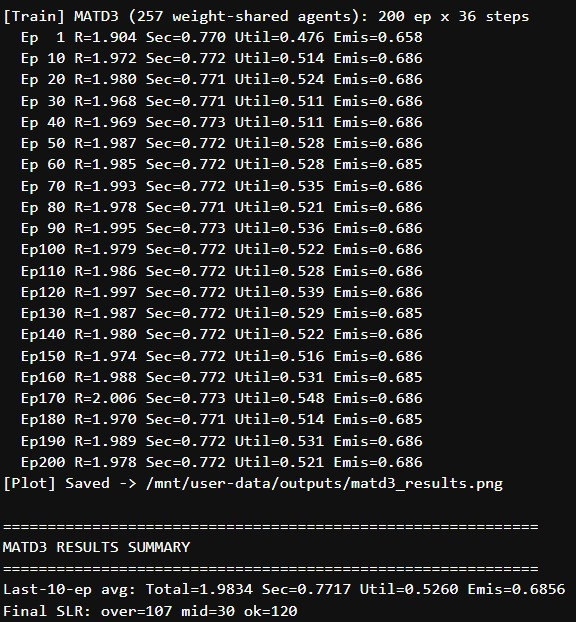 [Train] MATD3 (257 weight-shared agents): 200 ep x 36 steps
  Ep  1 R=1.904 Sec=0.770 Util=0.476 Emis=0.658
  Ep 10 R=1.972 Sec=0.772 Util=0.514 Emis=0.686
  Ep 20 R=1.980 Sec=0.771 Util=0.524 Emis=0.686
  Ep 30 R=1.968 Sec=0.771 Util=0.511 Emis=0.686
  Ep 40 R=1.969 Sec=0.773 Util=0.511 Emis=0.686
  Ep 50 R=1.987 Sec=0.772 Util=0.528 Emis=0.686
  Ep 60 R=1.985 Sec=0.772 Util=0.528 Emis=0.685
  Ep 70 R=1.993 Sec=0.772 Util=0.535 Emis=0.686
  Ep 80 R=1.978 Sec=0.771 Util=0.521 Emis=0.686
  Ep 90 R=1.995 Sec=0.773 Util=0.536 Emis=0.686
  Ep100 R=1.979 Sec=0.772 Util=0.522 Emis=0.686
  Ep110 R=1.986 Sec=0.772 Util=0.528 Emis=0.686
  Ep120 R=1.997 Sec=0.772 Util=0.539 Emis=0.686
  Ep130 R=1.987 Sec=0.772 Util=0.529 Emis=0.685
  Ep140 R=1.980 Sec=0.772 Util=0.522 Emis=0.686
  Ep150 R=1.974 Sec=0.772 Util=0.516 Emis=0.686
  Ep160 R=1.988 Sec=0.772 Util=0.531 Emis=0.685
  Ep170 R=2.006 Sec=0.773 Util=0.548 Emis=0.686
  Ep180 R=1.970 Sec=0.771 Util=0.514 Emis=0.685
  Ep190 R=1.989 Sec=0.772 Util=0.531 Emis=0.686
  Ep200 R=1.978 Sec=0.772 Util=0.521 Emis=0.686
[Plot] Saved -> /mnt/user-data/outputs/matd3_results.png
============================================================
MATD3 RESULTS SUMMARY
============================================================
Last-10-ep avg: Total=1.9834 Sec=0.7717 Util=0.5260 Emis=0.6856
Final SLR: over=107 mid=30 ok=120